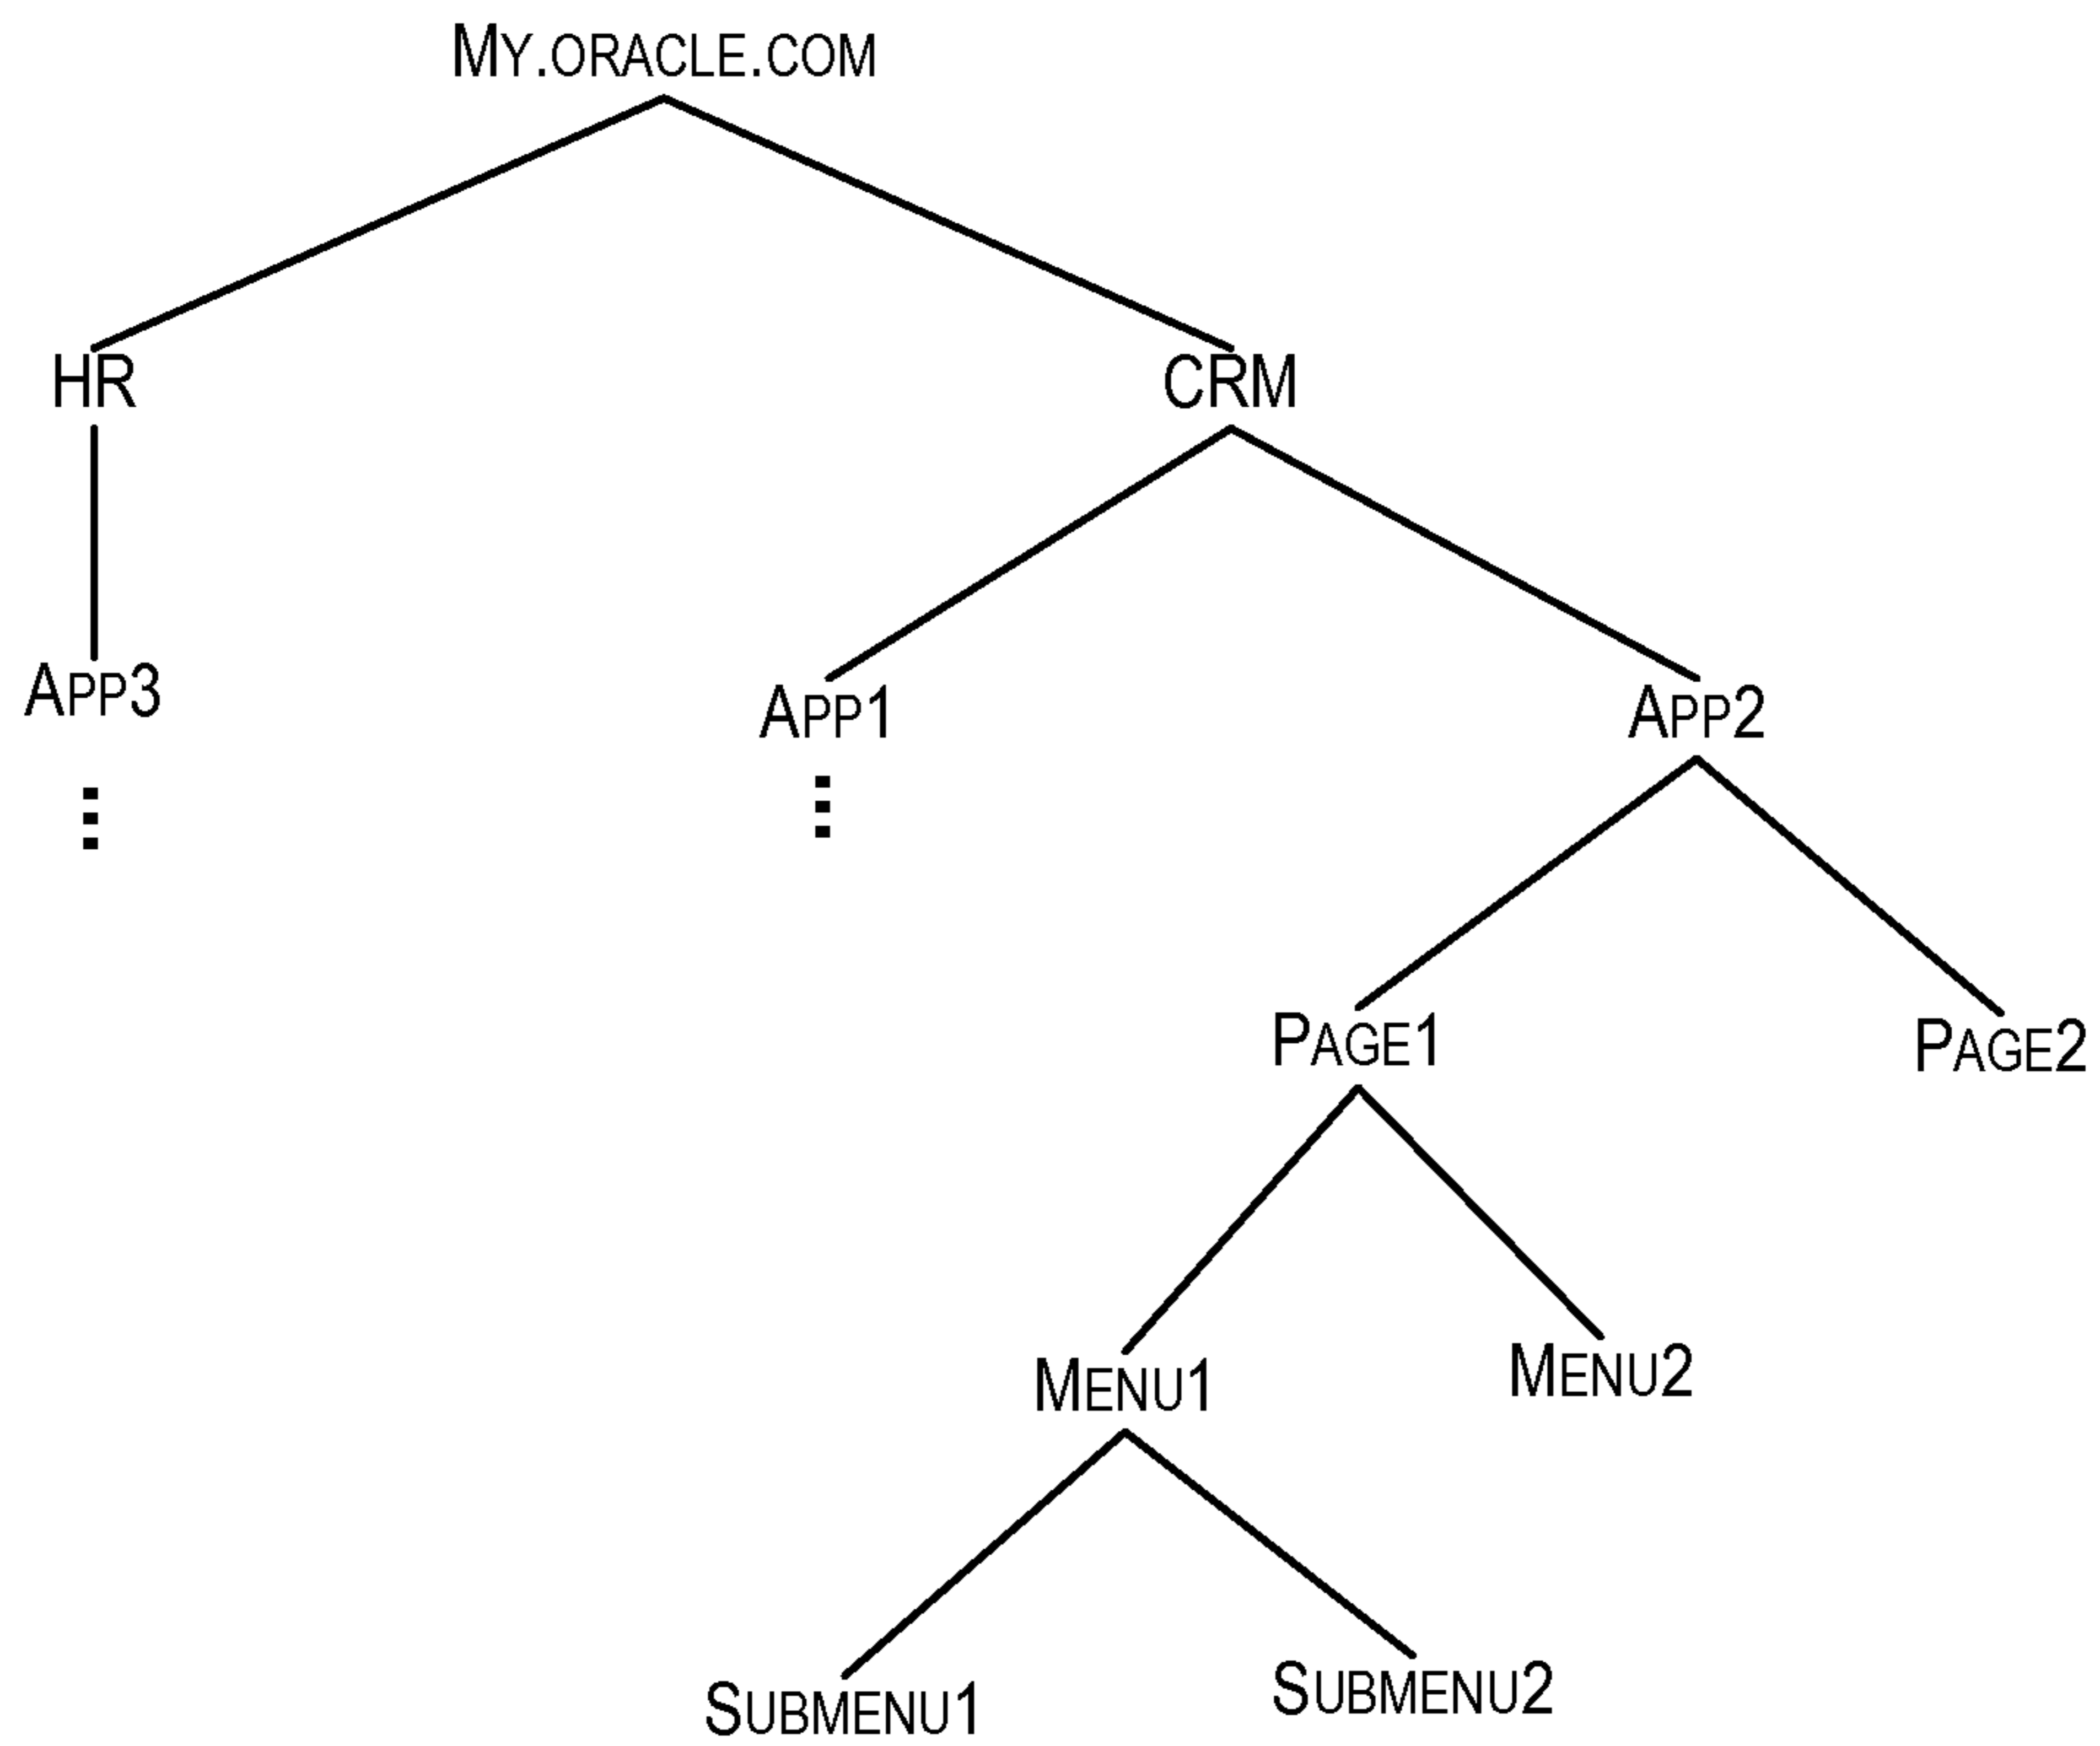 My.oracle.com
HR
CRM
App3
App1
App2
Page1
Page2
Menu1
Menu2
Submenu1
Submenu2